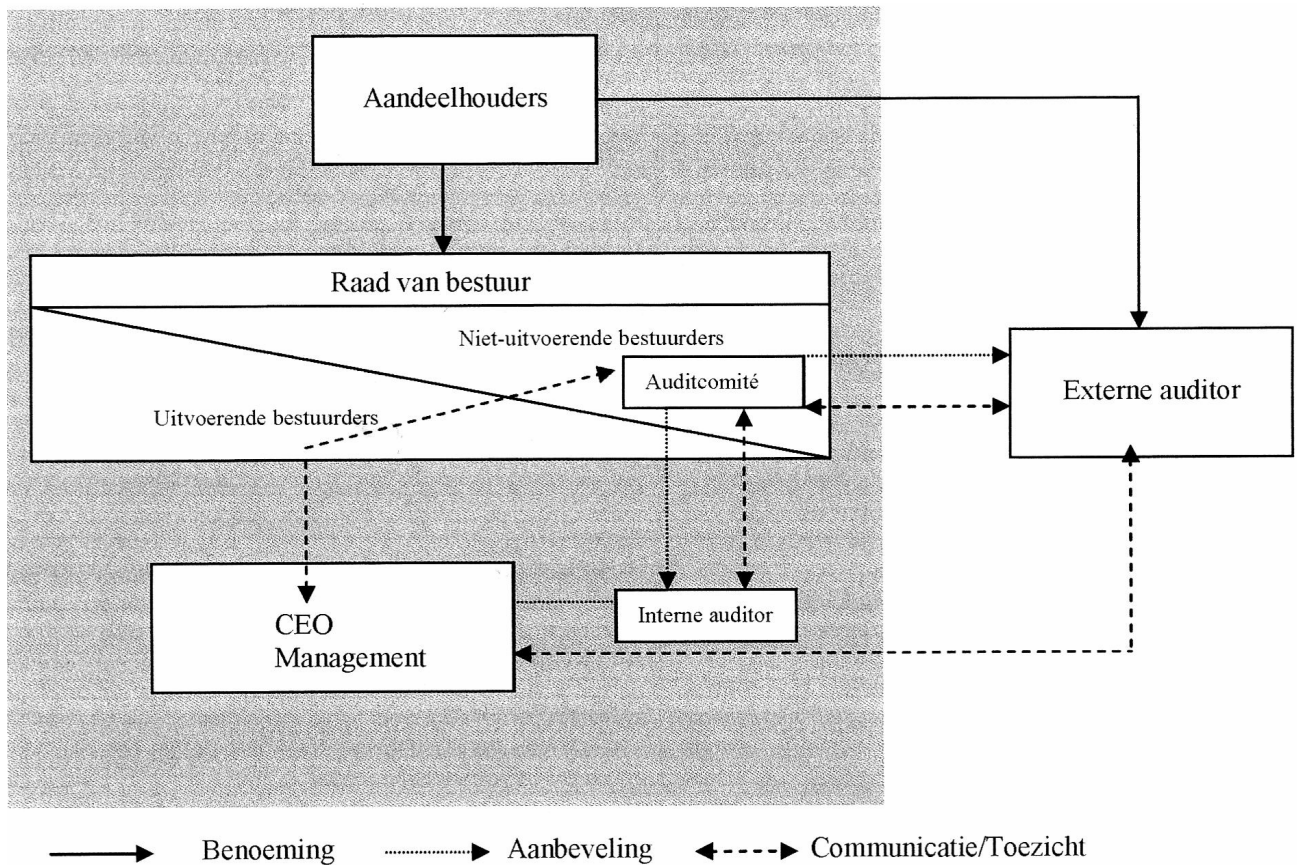 Aandeelhouders
Raad van bestuur
Niet-uitvoerende bestuurders
Auditcomité
Uitvoerende bestuurders
Externe auditor
CEO
Management
Interne auditor
Benoeming
Aanbeveling
Communicatie/Toezicht